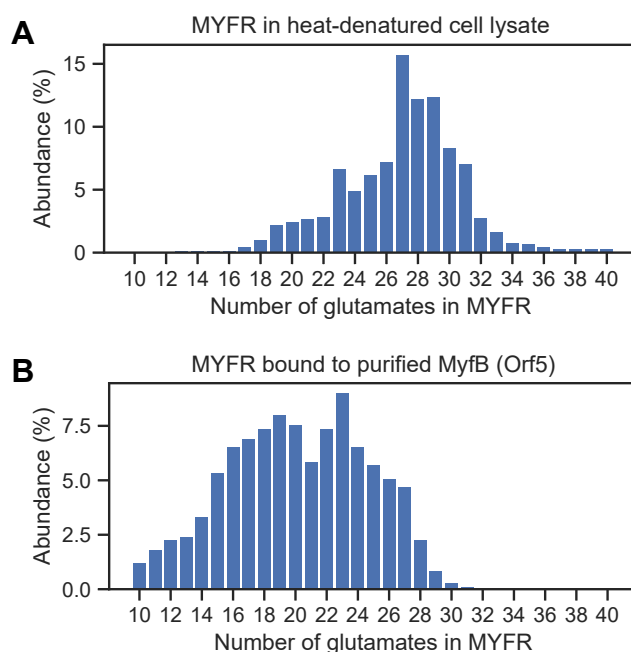 A
MYFR in heat-denatured cell lysate
Abundance (%)
15
10
5
0
10 12 14 16 18 20 22 24 26 28 30 32 34 36 38 40
Number of glutamates in MYFR
B
MYFR bound to purified MyfB (Orf5)
Abundance (%)
7.5
5.0
2.5
0.0
10 12 14 16 18 20 22 24 26 28 30 32 34 36 38 40
Number of glutamates in MYFR